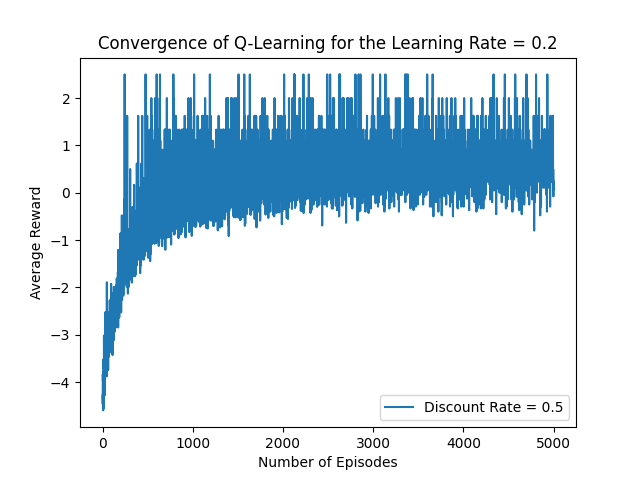 Convergence of Q-Learning for the Learning Rate = 0.2
Average Reward
2
1
0
−1
−2
−3
−4
Discount Rate = 0.5
0 1000 2000 3000 4000 5000
Number of Episodes